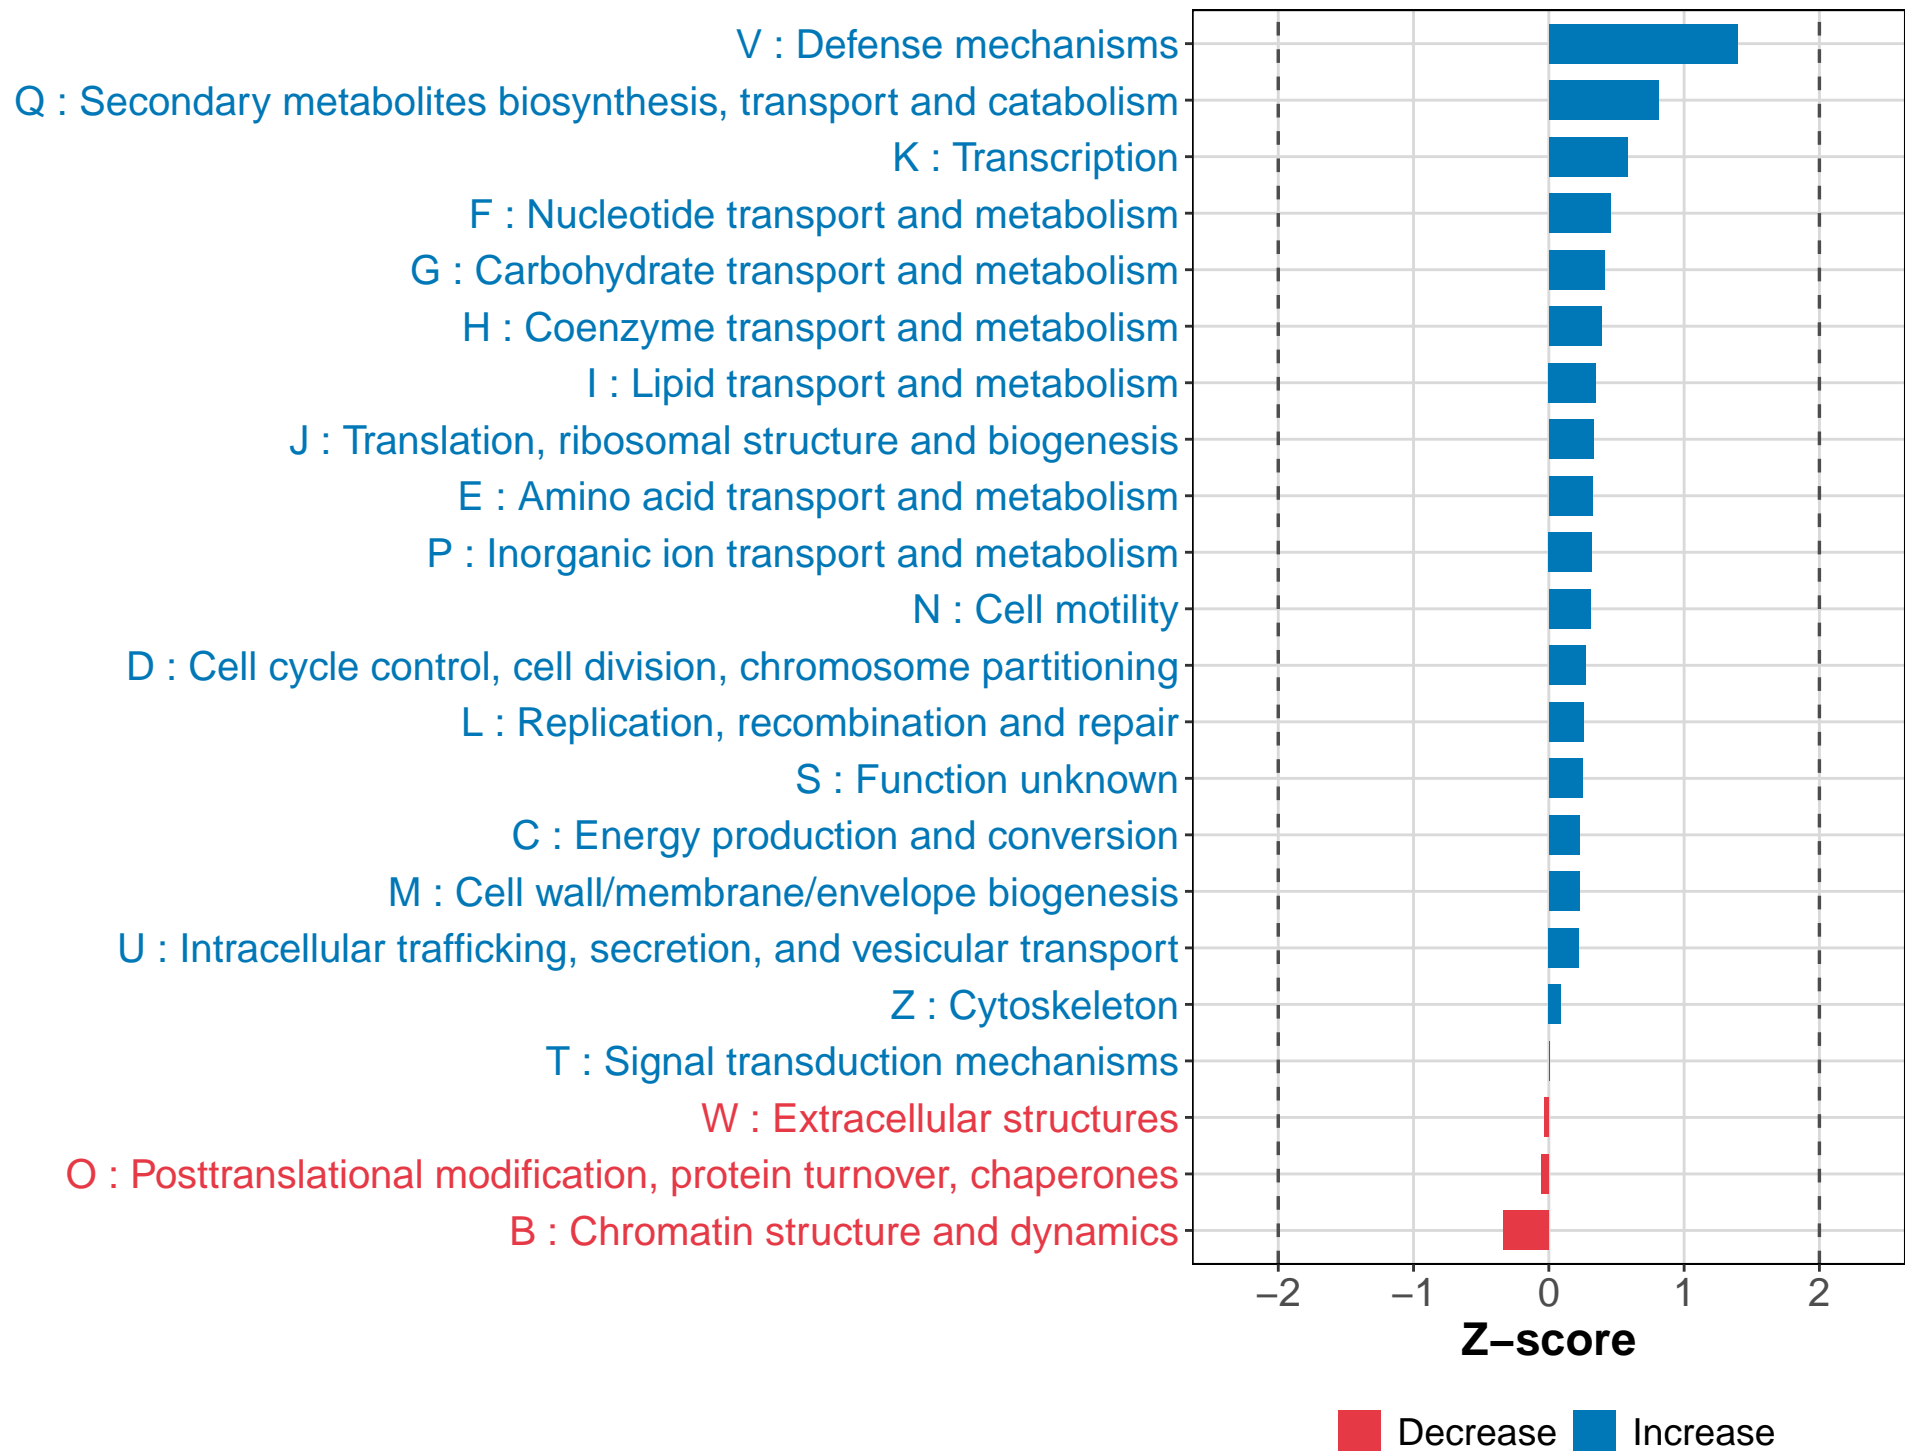 V : Defense mechanisms
Q : Secondary metabolites biosynthesis, transport and catabolism
K : Transcription
F : Nucleotide transport and metabolism
G : Carbohydrate transport and metabolism
H : Coenzyme transport and metabolism
I : Lipid transport and metabolism
J : Translation, ribosomal structure and biogenesis
E : Amino acid transport and metabolism
P : Inorganic ion transport and metabolism
N : Cell motility
D : Cell cycle control, cell division, chromosome partitioning
L : Replication, recombination and repair
S : Function unknown
C : Energy production and conversion
M : Cell wall/membrane/envelope biogenesis
U : Intracellular trafficking, secretion, and vesicular transport
Z : Cytoskeleton
T : Signal transduction mechanisms
W : Extracellular structures
O : Posttranslational modification, protein turnover, chaperones
B : Chromatin structure and dynamics
−2 −1 0 1 2
Z−score
Decrease Increase